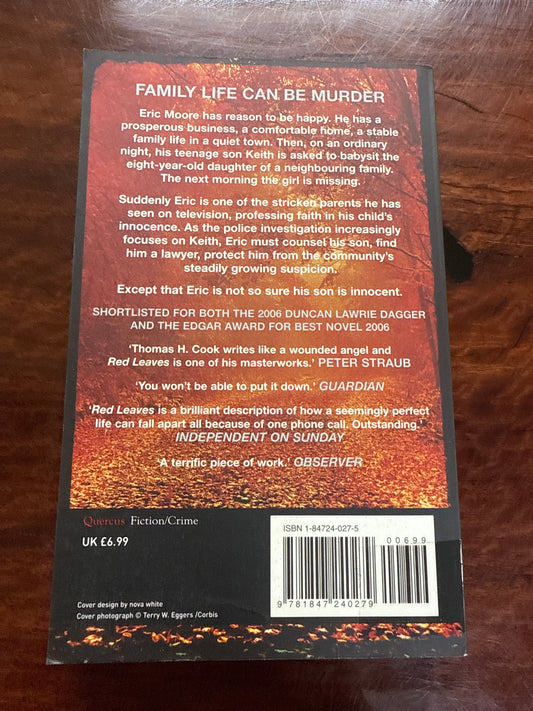 FAMILY LIFE CAN BE MURDER
Eric Moore has reason to be happy. He has a
prosperous business, a comfortable home, a stable
family life in a quiet town. Then, on an ordinary
night, his teenage son Keith is asked to babysit the
eight-year-old daughter of a neighbouring family.
The next morning the girl is missing.
Suddenly Eric is one of the stricken parents he has
seen on television, professing faith in his child's
innocence. As the police investigation increasingly
focuses on Keith, Eric must counsel his son, find
him a lawyer, protect him from the community's
steadily growing suspicion.
Except that Eric is not so sure his son is innocent.
SHORTLISTED FOR BOTH THE 2006 DUNCAN LAWRIE DAGGER
AND THE EDGAR AWARD FOR BEST NOVEL 2006
'Thomas H. Cook writes like a wounded angel and
Red Leaves is one of his masterworks.' PETER STRAUB
'You won't be able to put it down.' GUARDIAN
'Red Leaves is a brilliant description of how a seemingly perfect
life can fall apart all because of one phone call. Outstanding.'
INDEPENDENT ON SUNDAY
'A terrific piece of work.' OBSERVER
Quercus Fiction/Crime
UK £6.99
ISBN 1-84724-027-5
00699
9 781847 240279
Cover design by nova white
Cover photograph © Terry W. Eggers /Corbis